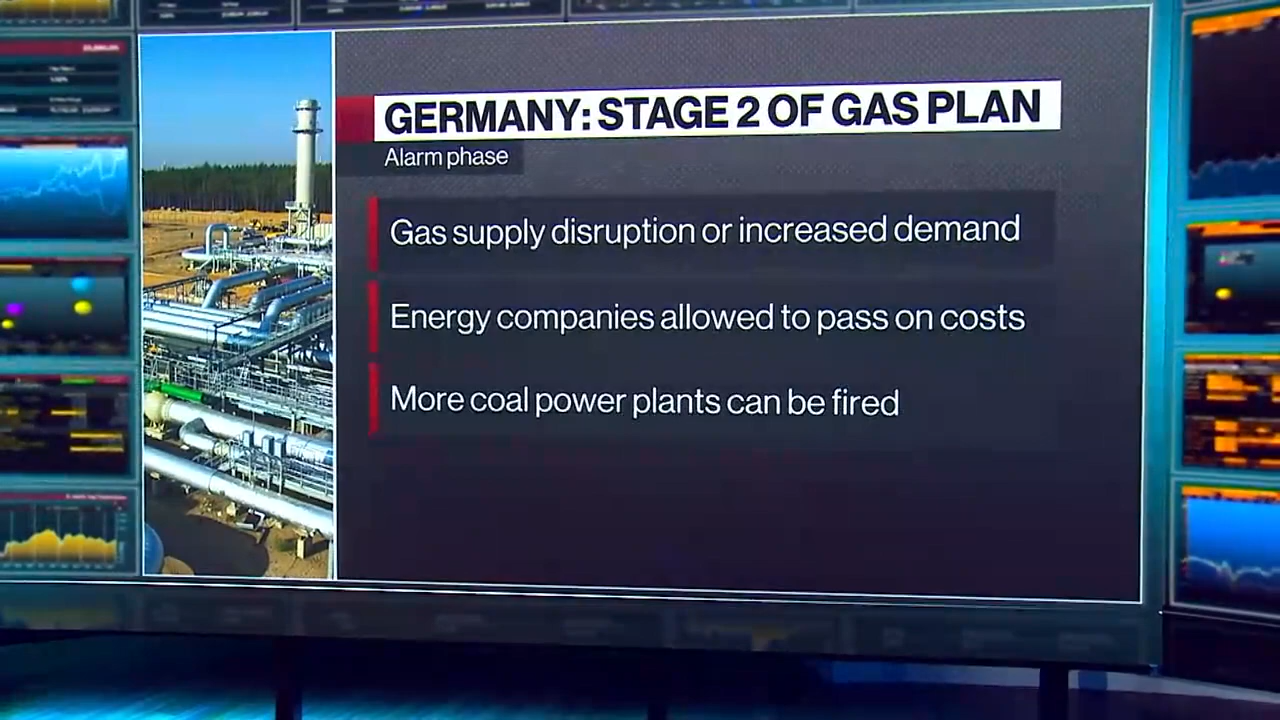 GERMANY: STAGE 2 OF GAS PLAN
Alarm phase
Gas supply disruption or increased demand
Energy companies allowed to pass on costs
More coal power plants can be fired